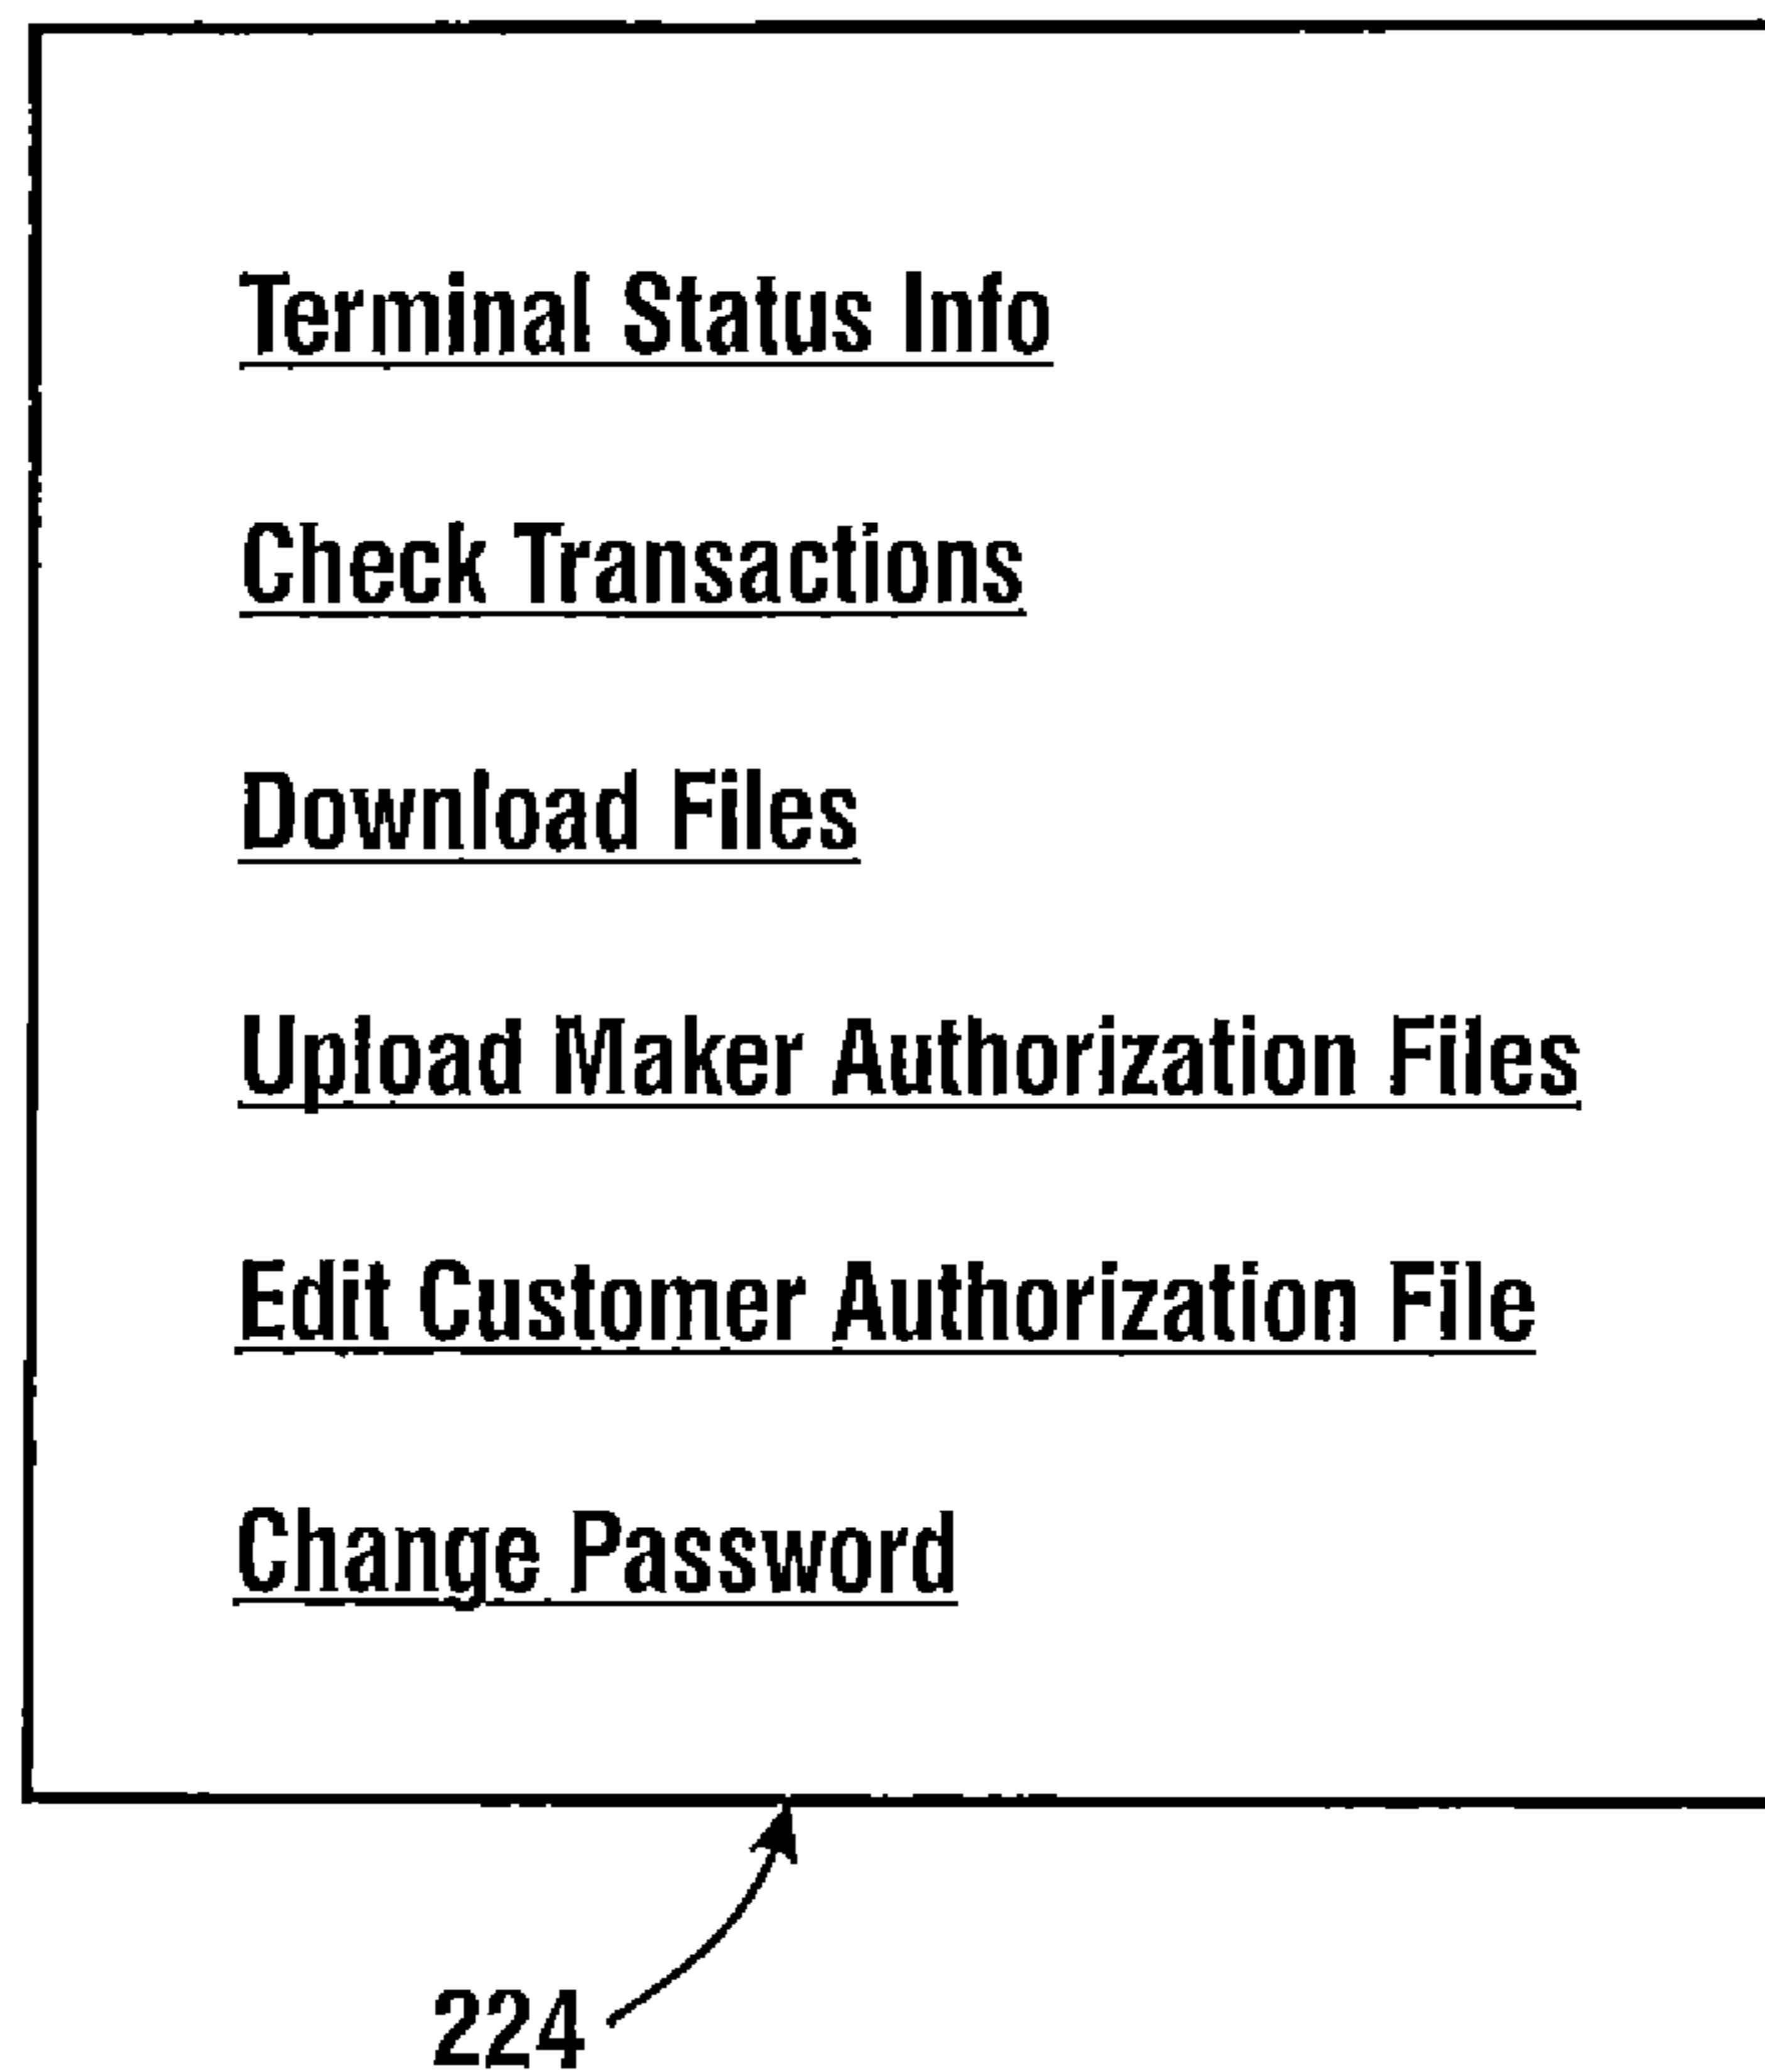 Terminal Status Info
Check Transactions
Download Files
Upload Maker Authorization Files
Edit Customer Authorization File
Change Password
224